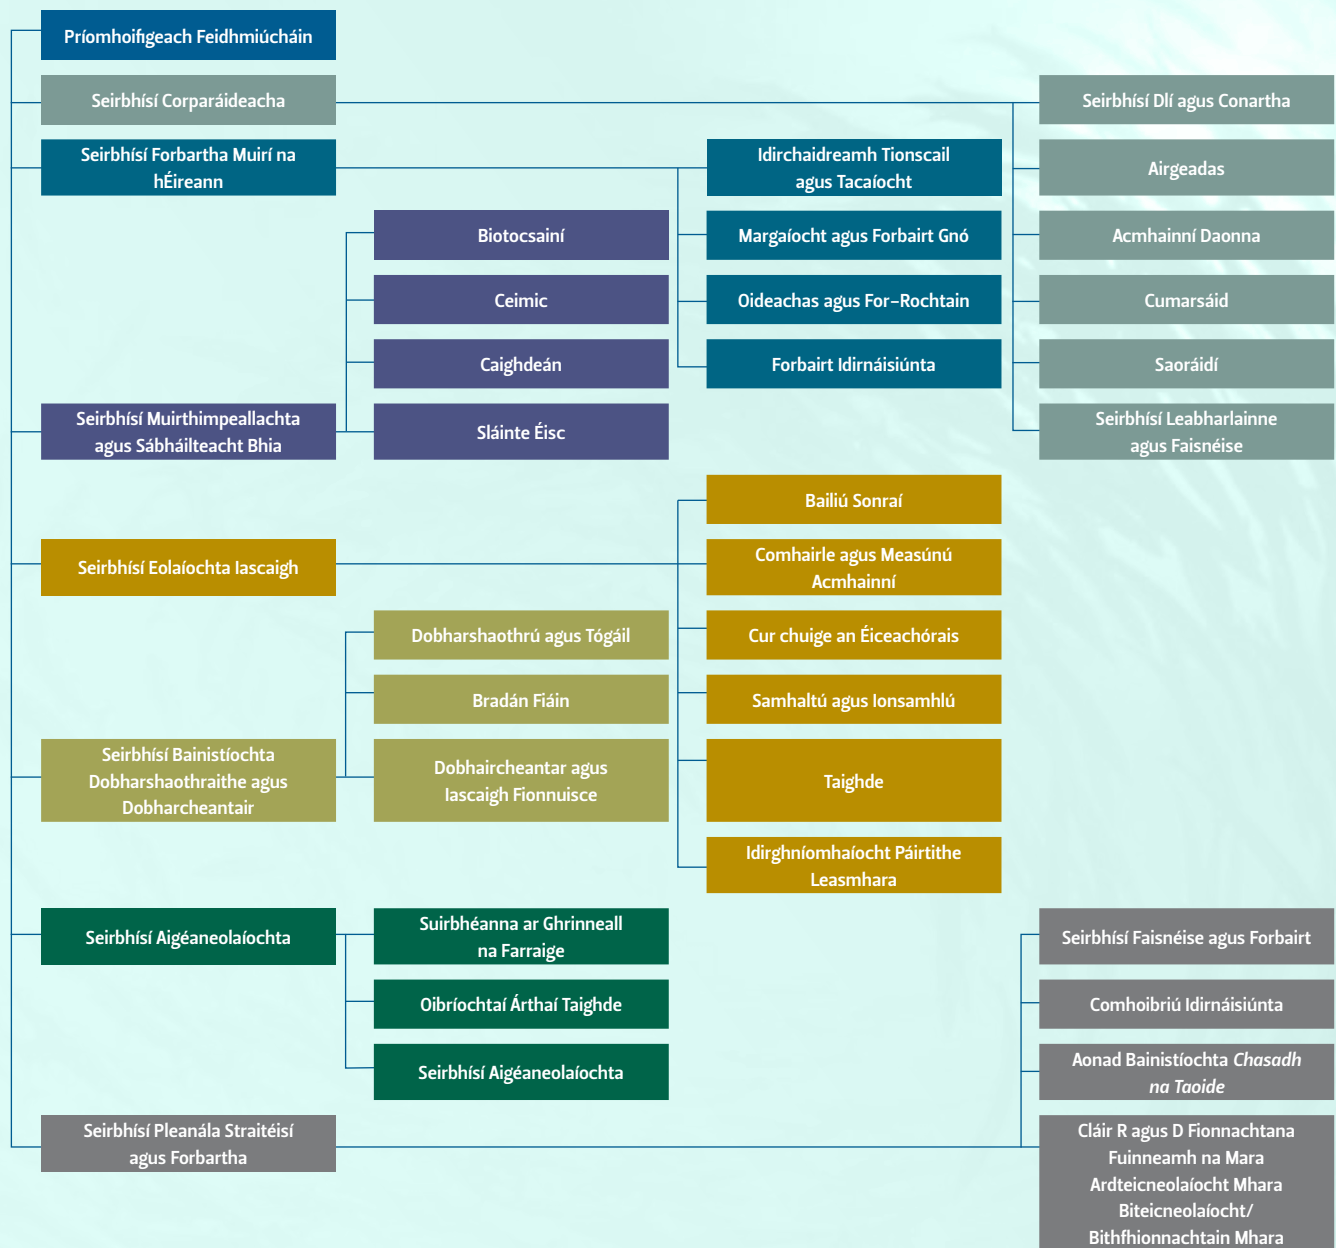 Príomhoifigeach Feidhmiúcháin
Seirbhísí Corparáideacha
Seirbhísí Dlí agus Conartha
Airgeadas
Acmhainní Daonna
Cumarsáid
Saoráidí
Seirbhísí Leabharlainne
agus Faisnéise
Seirbhísí Forbartha Muirí na
hÉireann
Idirchaidreamh Tionscail
agus Tacaíocht
Margaíocht agus Forbairt Gnó
Oideachas agus For-Rochtain
Forbairt Idirnáisiúnta
Seirbhísí Muirthimpeallachta
agus Sábháilteacht Bhia
Biotocsainí
Ceimic
Caighdeán
Sláinte Éisc
Seirbhísí Eolaíochta Iascaigh
Bailiú Sonraí
Comhairle agus Measúnú
Acmhainní
Cur chuige an Éiceachórais
Samhaltú agus Ionsamhlú
Taighde
Idirghníomhaíocht Páirtithe
Leasmhara
Seirbhísí Bainistíochta
Dobharshaothraithe agus
Dobharcheantair
Dobharshaothrú agus Tógáil
Bradán Fiáin
Dobhaircheantar agus
Iascaigh Fionnuisce
Seirbhísí Aigéaneolaíochta
Suirbhéanna ar Ghrinneall
na Farraige
Oibríochtaí Árthaí Taighde
Seirbhísí Aigéaneolaíochta
Seirbhísí Pleanála Straitéisí
agus Forbartha
Seirbhísí Faisnéise agus Forbairt
Comhoibriú Idirnáisiúnta
Aonad Bainistíochta Chasadh
na Taoide
Cláir R agus D Fionnachtana
Fuinneamh na Mara
Ardteicneolaíocht Mhara
Biteicneolaíocht/
Bithfhionnachtain Mhara